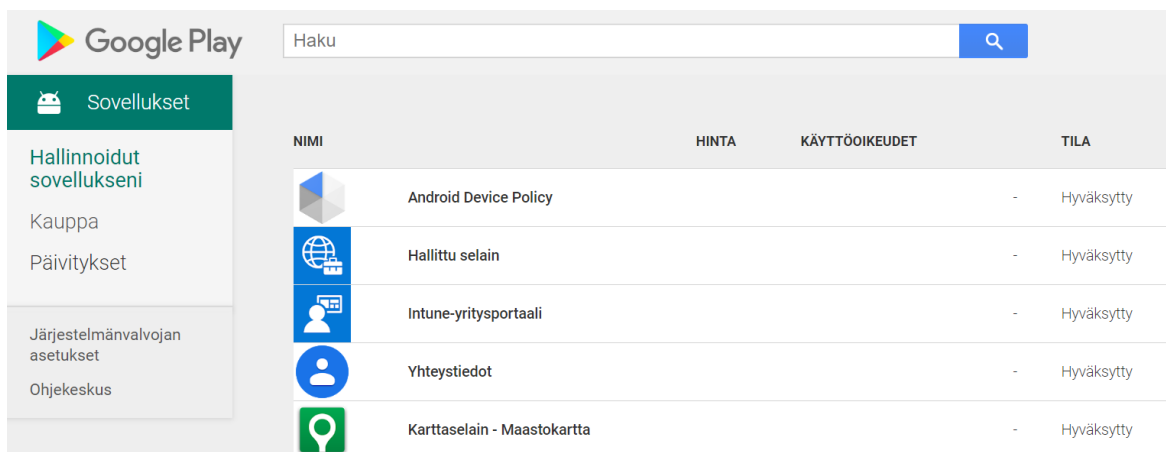 Google Play
Haku
Sovellukset
Hallinnoidut
sovellukseni
Kauppa
Päivitykset
Järjestelmänvalvojan
asetukset
Ohjekeskus
NIMI HINTA KÄYTTÖOIKEUDET TILA
Android Device Policy - Hyväksytty
Hallittu selain - Hyväksytty
Intune-yritysportaali - Hyväksytty
Yhteystiedot - Hyväksytty
Karttaselain - Maastokartta - Hyväksytty